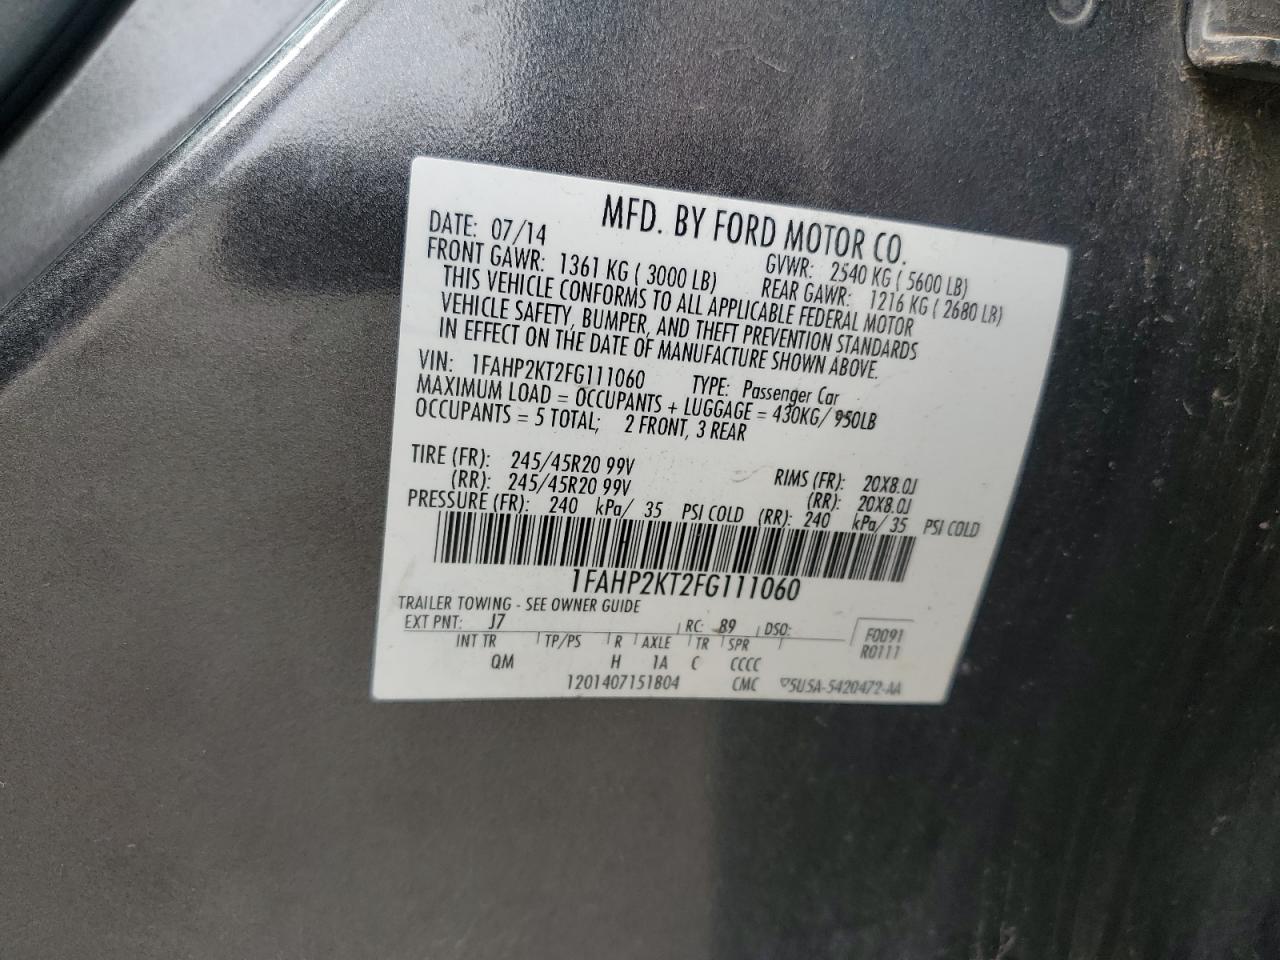 MFD. BY FORD MOTOR CO.
DATE: 07/14 GVWR: 2540 KG ( 5600 LB)
FRONT GAWR: 1361 KG ( 3000 LB) REAR GAWR: 1216 KG ( 2680 LB)
THIS VEHICLE CONFORMS TO ALL APPLICABLE FEDERAL MOTOR
VEHICLE SAFETY, BUMPER, AND THEFT PREVENTION STANDARDS
IN EFFECT ON THE DATE OF MANUFACTURE SHOWN ABOVE.
VIN: 1FAHP2KT2FG111060 TYPE: Passenger Car
MAXIMUM LOAD = OCCUPANTS + LUGGAGE = 430KG/ 950LB
OCCUPANTS = 5 TOTAL; 2 FRONT, 3 REAR
TIRE (FR): 245/45R20 99V RIMS (FR): 20X8.0J
(RR): 245/45R20 99V (RR): 20X8.0J
PRESSURE (FR): 240 kPa/ 35 PSI COLD (RR): 240 kPa/ 35 PSI COLD
1FAHP2KT2FG111060
TRAILER TOWING - SEE OWNER GUIDE
EXT PNT: J7 RC: 89 DSO: F0091
INT TR TP/PS R AXLE TR SPR R0111
QM H 1A C CCCC
1201407151B04 CMC ▽5USA-5420472-AA